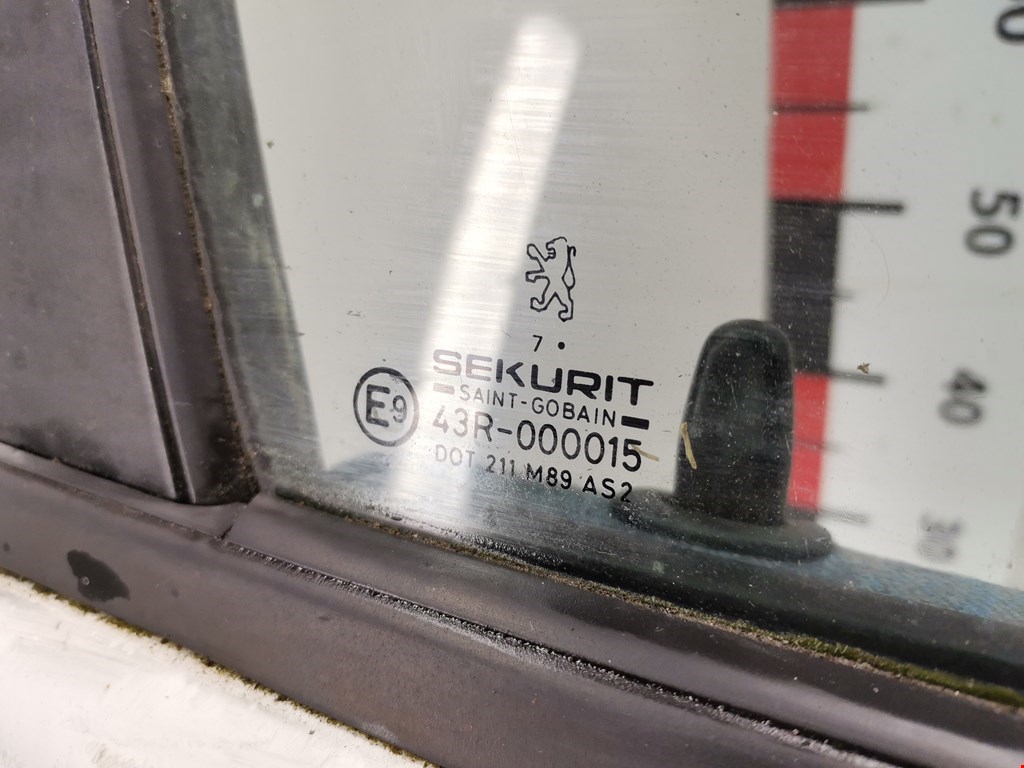 7 •
SEKURIT
SAINT-GOBAIN
E9
43R-000015
DOT 211 M89 AS2
50
40
30